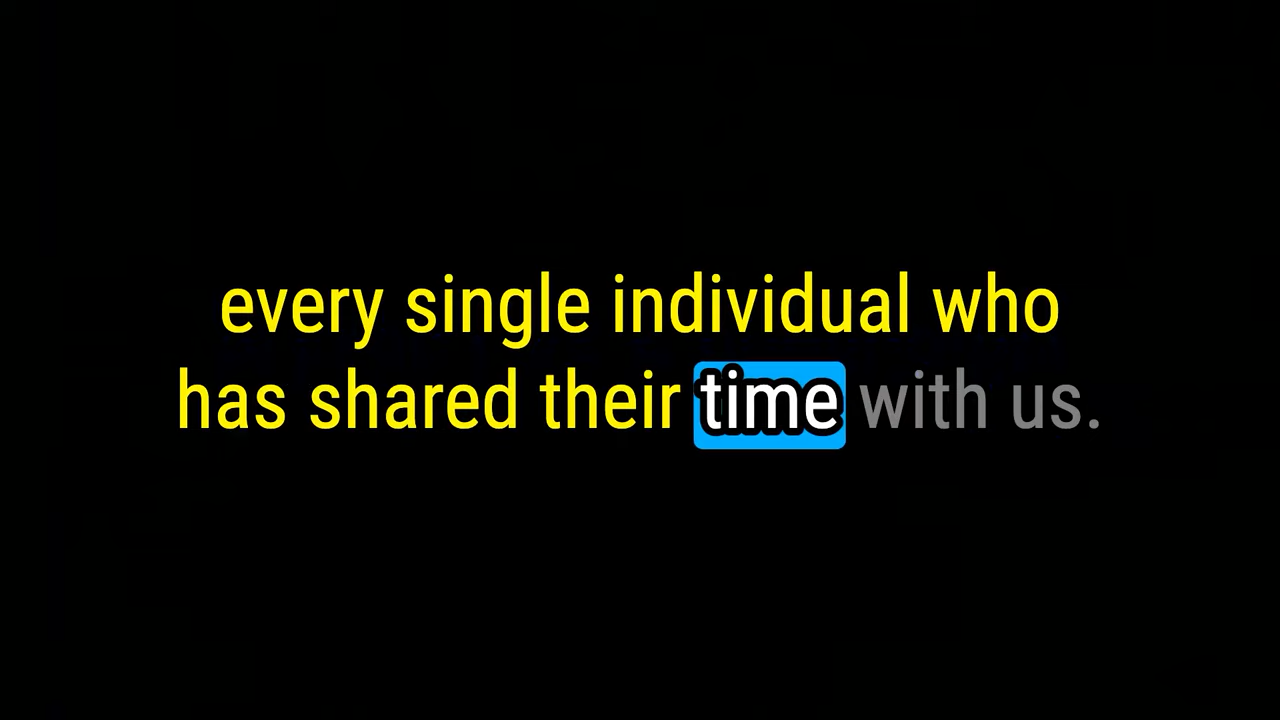 every single individual who
has shared their time with us.